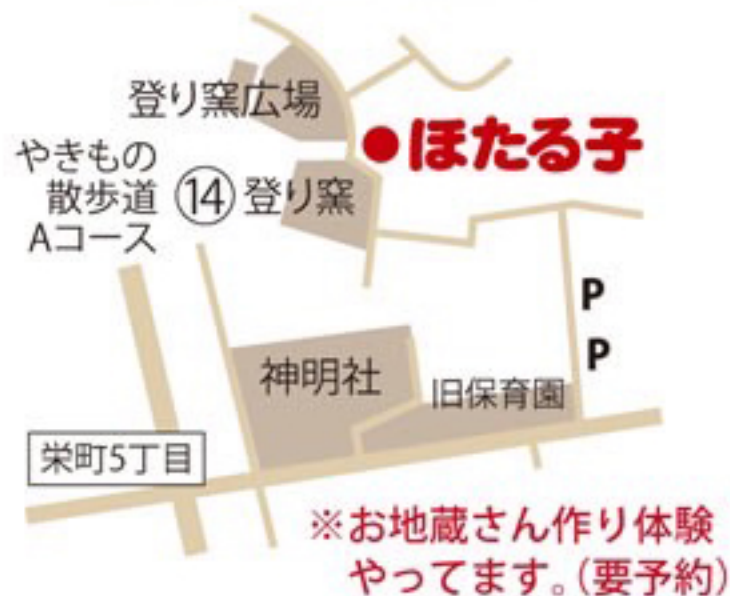 登り窯広場
●ほたる子
やきもの
散歩道
Aコース
⑭登り窯
P
P
神明社
旧保育園
栄町5丁目
※お地蔵さん作り体験
やってます。(要予約)